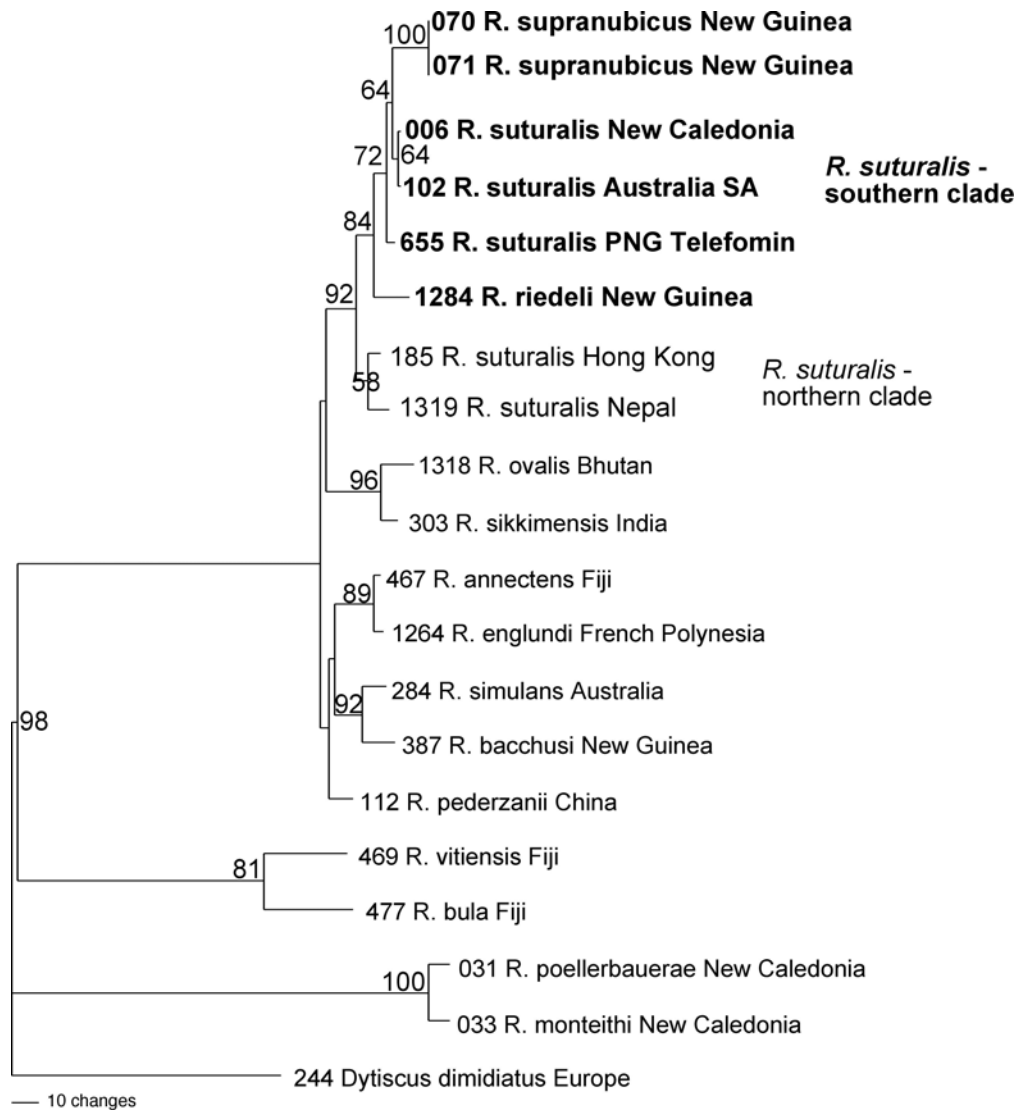 100
070 R. supranubicus New Guinea
071 R. supranubicus New Guinea
64
006 R. suturalis New Caledonia
72
64
102 R. suturalis Australia SA
R. suturalis -
southern clade
84
655 R. suturalis PNG Telefomin
92
1284 R. riedeli New Guinea
185 R. suturalis Hong Kong
58
R. suturalis -
northern clade
1319 R. suturalis Nepal
1318 R. ovalis Bhutan
96
303 R. sikkimensis India
467 R. annectens Fiji
89
1264 R. englundi French Polynesia
284 R. simulans Australia
92
387 R. bacchusi New Guinea
98
112 R. pederzanii China
469 R. vitiensis Fiji
81
477 R. bula Fiji
031 R. poellerbauerae New Caledonia
100
033 R. monteithi New Caledonia
244 Dytiscus dimidiatus Europe
10 changes